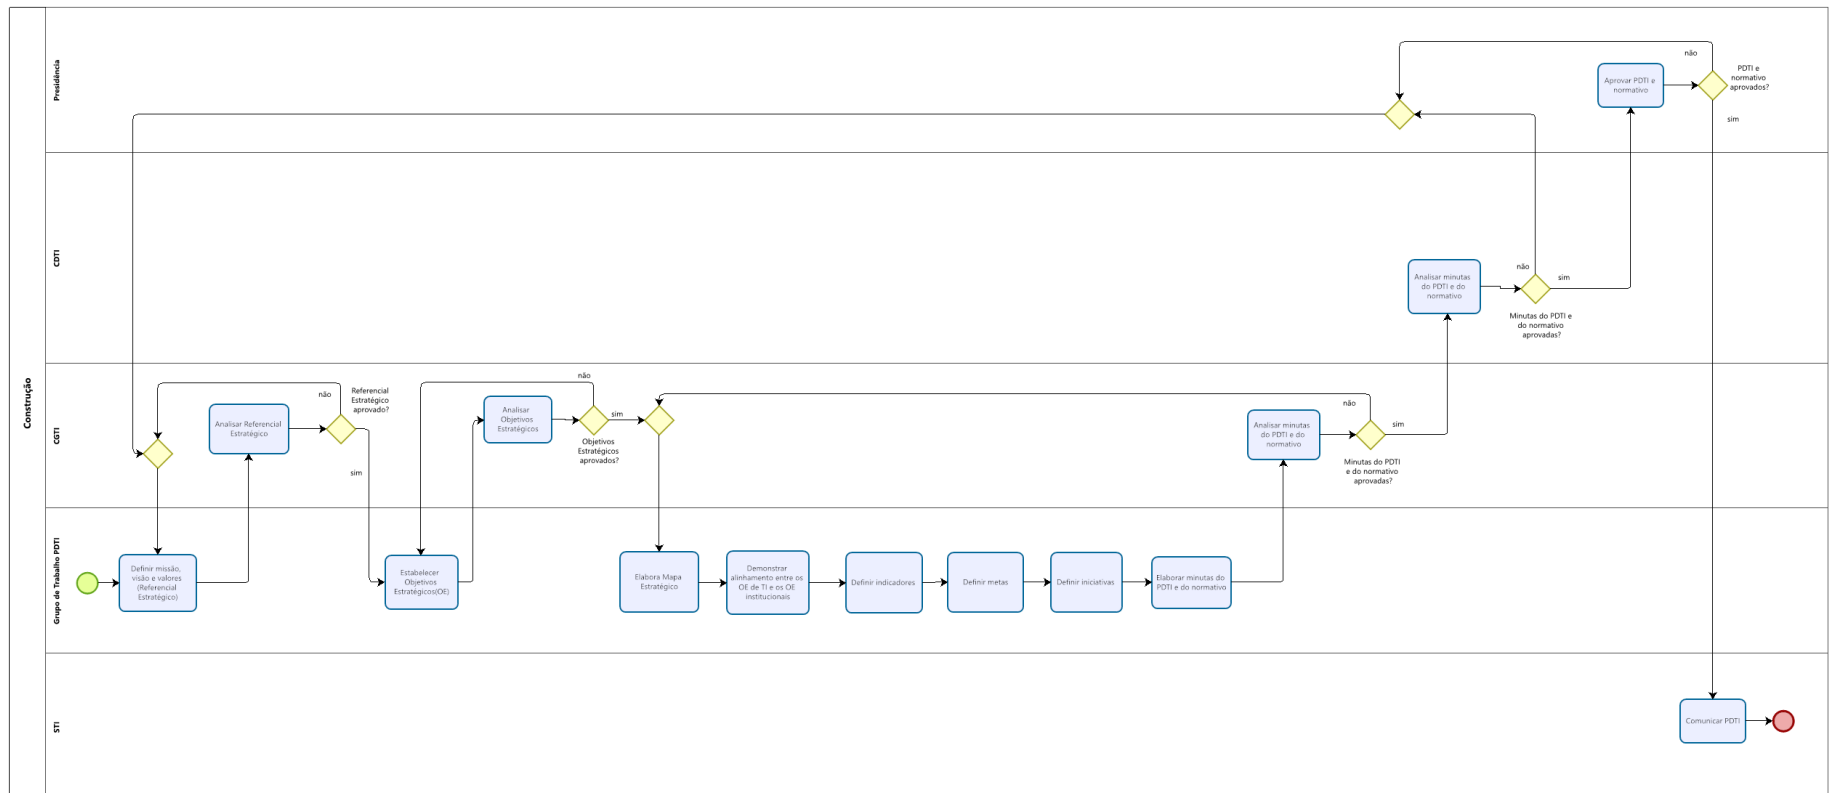 Construção
Presidência
não
PDTI e
normativo
aprovados?
Aprovar PDTI e
normativo
sim
CDTI
não
sim
Analisar minutas
do PDTI e do
normativo
Minutas do PDTI e
do normativo
aprovadas?
CGTI
não
Referencial
Estratégico
aprovado?
Analisar Referencial
Estratégico
sim
não
Analisar
Objetivos
Estratégicos
sim
Objetivos
Estratégicos
aprovados?
não
Analisar minutas
do PDTI e do
normativo
sim
Minutas do PDTI
e do normativo
aprovadas?
Grupo de Trabalho PDTI
Definir missão,
visão e valores
(Referencial
Estratégico)
Estabelecer
Objetivos
Estratégicos(OE)
Elabora Mapa
Estratégico
Demonstrar
alinhamento entre os
OE de TI e os OE
institucionais
Definir indicadores
Definir metas
Definir iniciativas
Elaborar minutas do
PDTI e do normativo
STI
Comunicar PDTI